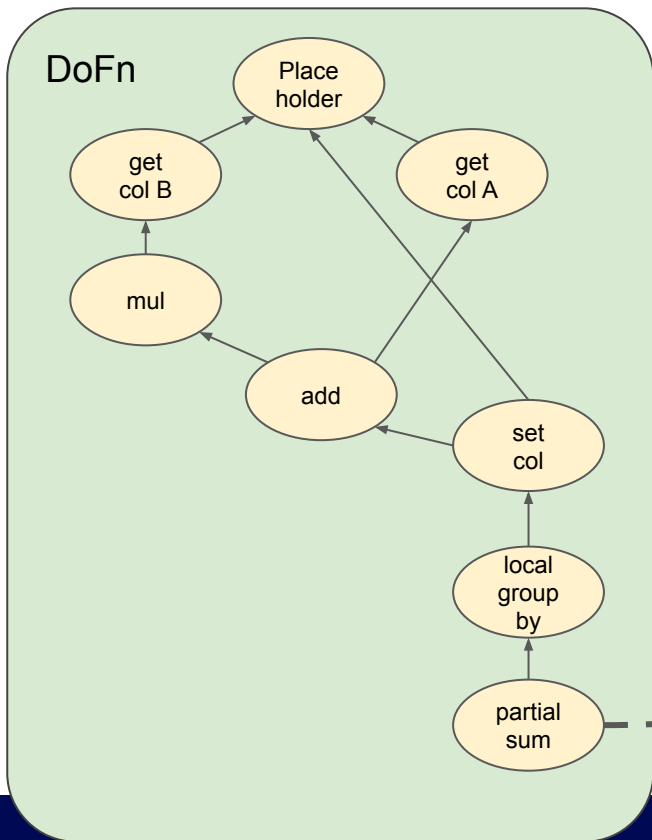 DoFn
Place
holder
get
col B
get
col A
mul
add
set
col
local
group
by
partial
sum